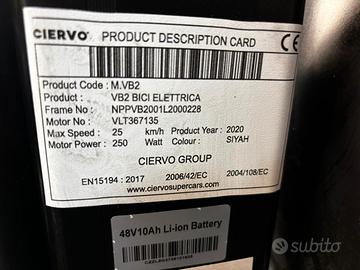 CIERVO PRODUCT DESCRIPTION CARD CE
Product Code : M.VB2
Product : VB2 BICI ELETTRICA
Frame No : NPPVB2001L2000228
Motor No : VLT367135
Max Speed : 25 km/h Product Year : 2020
Motor Power : 250 Watt Colour : SIYAH
CIERVO GROUP
EN15194 : 2017 2006/42/EC 2004/108/EC
www.ciervosupercars.com
48V10Ah Li-ion Battery
subito